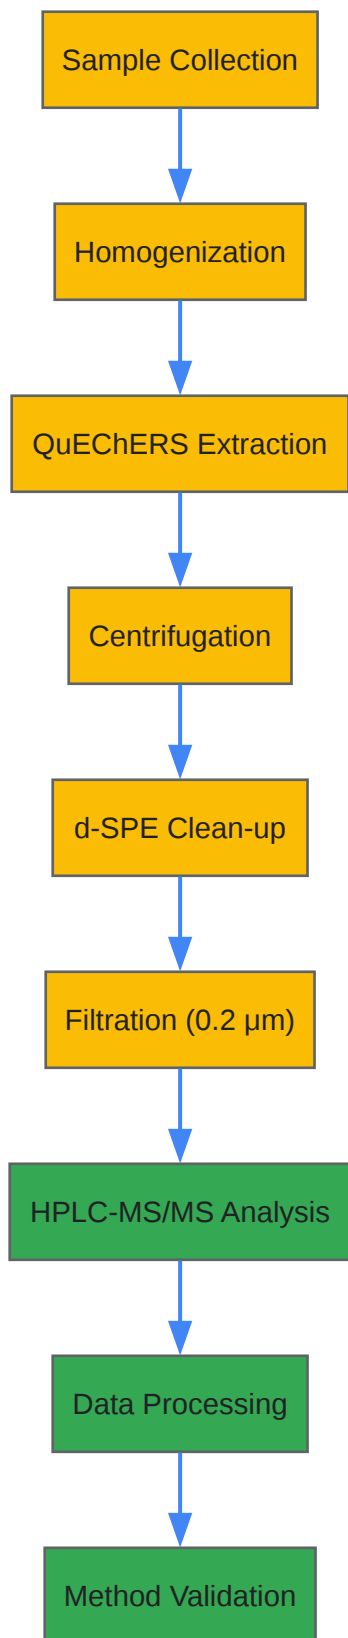 Sample Collection
Homogenization
QuEChERS Extraction
Centrifugation
d-SPE Clean-up
Filtration (0.2 μm)
HPLC-MS/MS Analysis
Data Processing
Method Validation